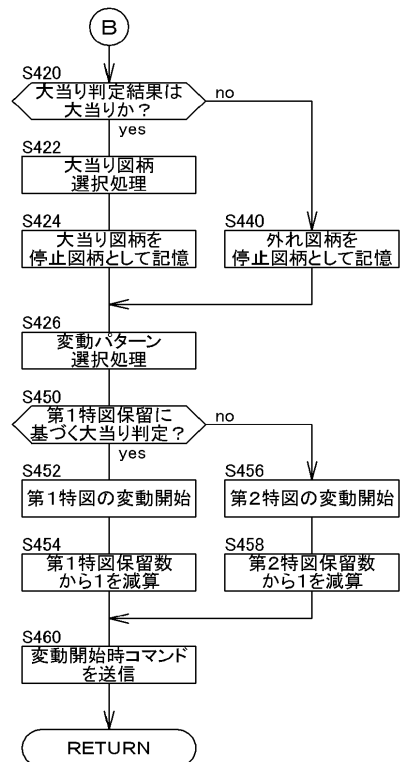 B
S420
大当り判定結果は
大当りか？
no
yes
S422
大当り図柄
選択処理
S424
大当り図柄を
停止図柄として記憶
S440
外れ図柄を
停止図柄として記憶
S426
変動パターン
選択処理
S450
第1特図保留に
基づく大当り判定？
no
yes
S452
第1特図の変動開始
S456
第2特図の変動開始
S454
第1特図保留数
から1を減算
S458
第2特図保留数
から1を減算
S460
変動開始時コマンド
を送信
RETURN